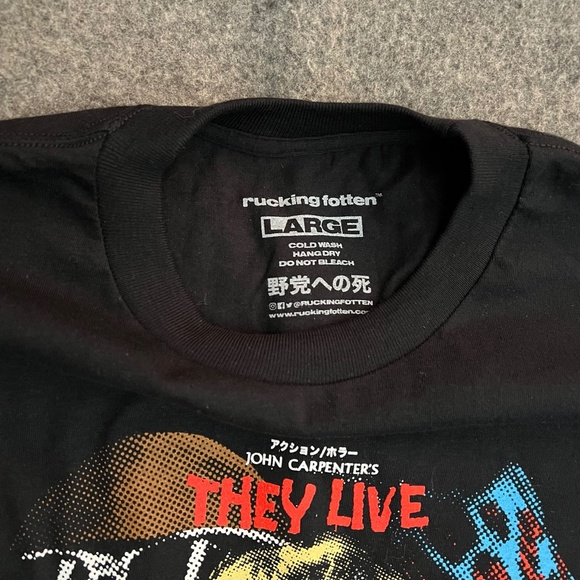 rucking fotten™
LARGE
COLD WASH
HANG DRY
DO NOT BLEACH
野党への死
@RUCKINGFOTTEN
www.ruckingfotten.co
アクション/ホラー
JOHN CARPENTER'S
THEY LIVE